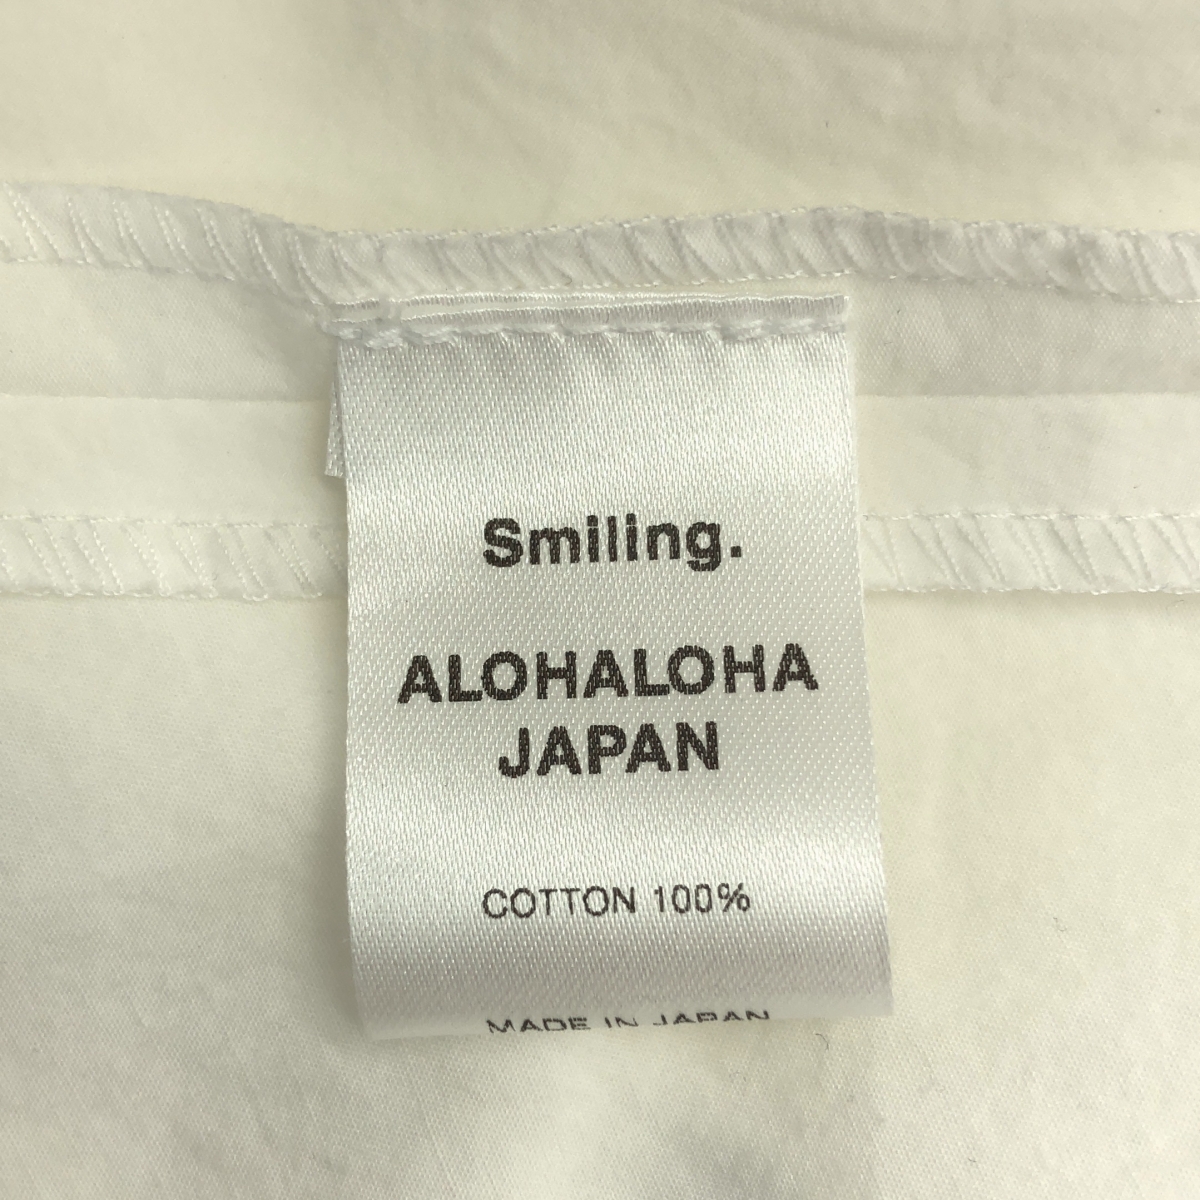 Smiling.
ALOHALOHA
JAPAN
COTTON 100%
MADE IN JAPAN